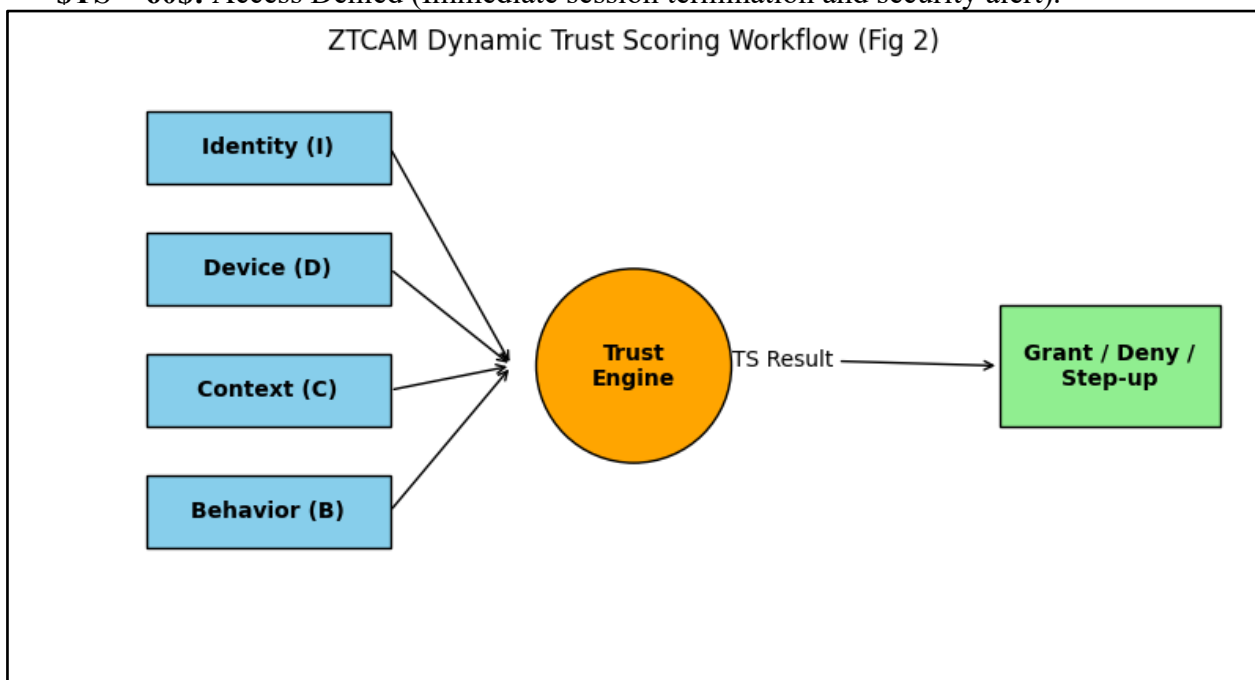 Access Denied (Immediate session termination and security alert).
ZTCAM Dynamic Trust Scoring Workflow (Fig 2)
Identity (I)
Device (D)
Context (C)
Behavior (B)
Trust
Engine
TS Result
Grant / Deny /
Step-up